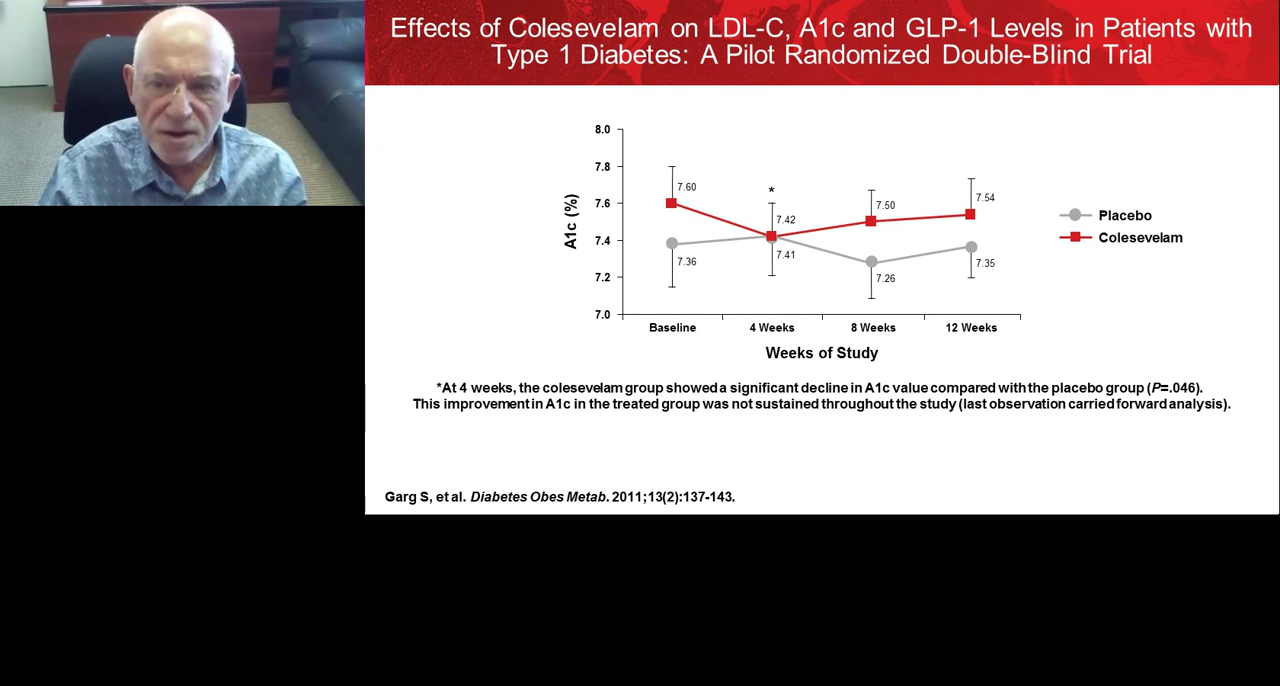 Effects of Colesevelam on LDL-C, A1c and GLP-1 Levels in Patients with
Type 1 Diabetes: A Pilot Randomized Double-Blind Trial
8.0
7.8
7.6
7.4
7.2
7.0
A1c (%)
7.60
*
7.42
7.50
7.54
7.36
7.41
7.26
7.35
Placebo
Colesevelam
Baseline
4 Weeks
8 Weeks
12 Weeks
Weeks of Study
*At 4 weeks, the colesevelam group showed a significant decline in A1c value compared with the placebo group (P=.046).
This improvement in A1c in the treated group was not sustained throughout the study (last observation carried forward analysis).
Garg S, et al. Diabetes Obes Metab. 2011;13(2):137-143.